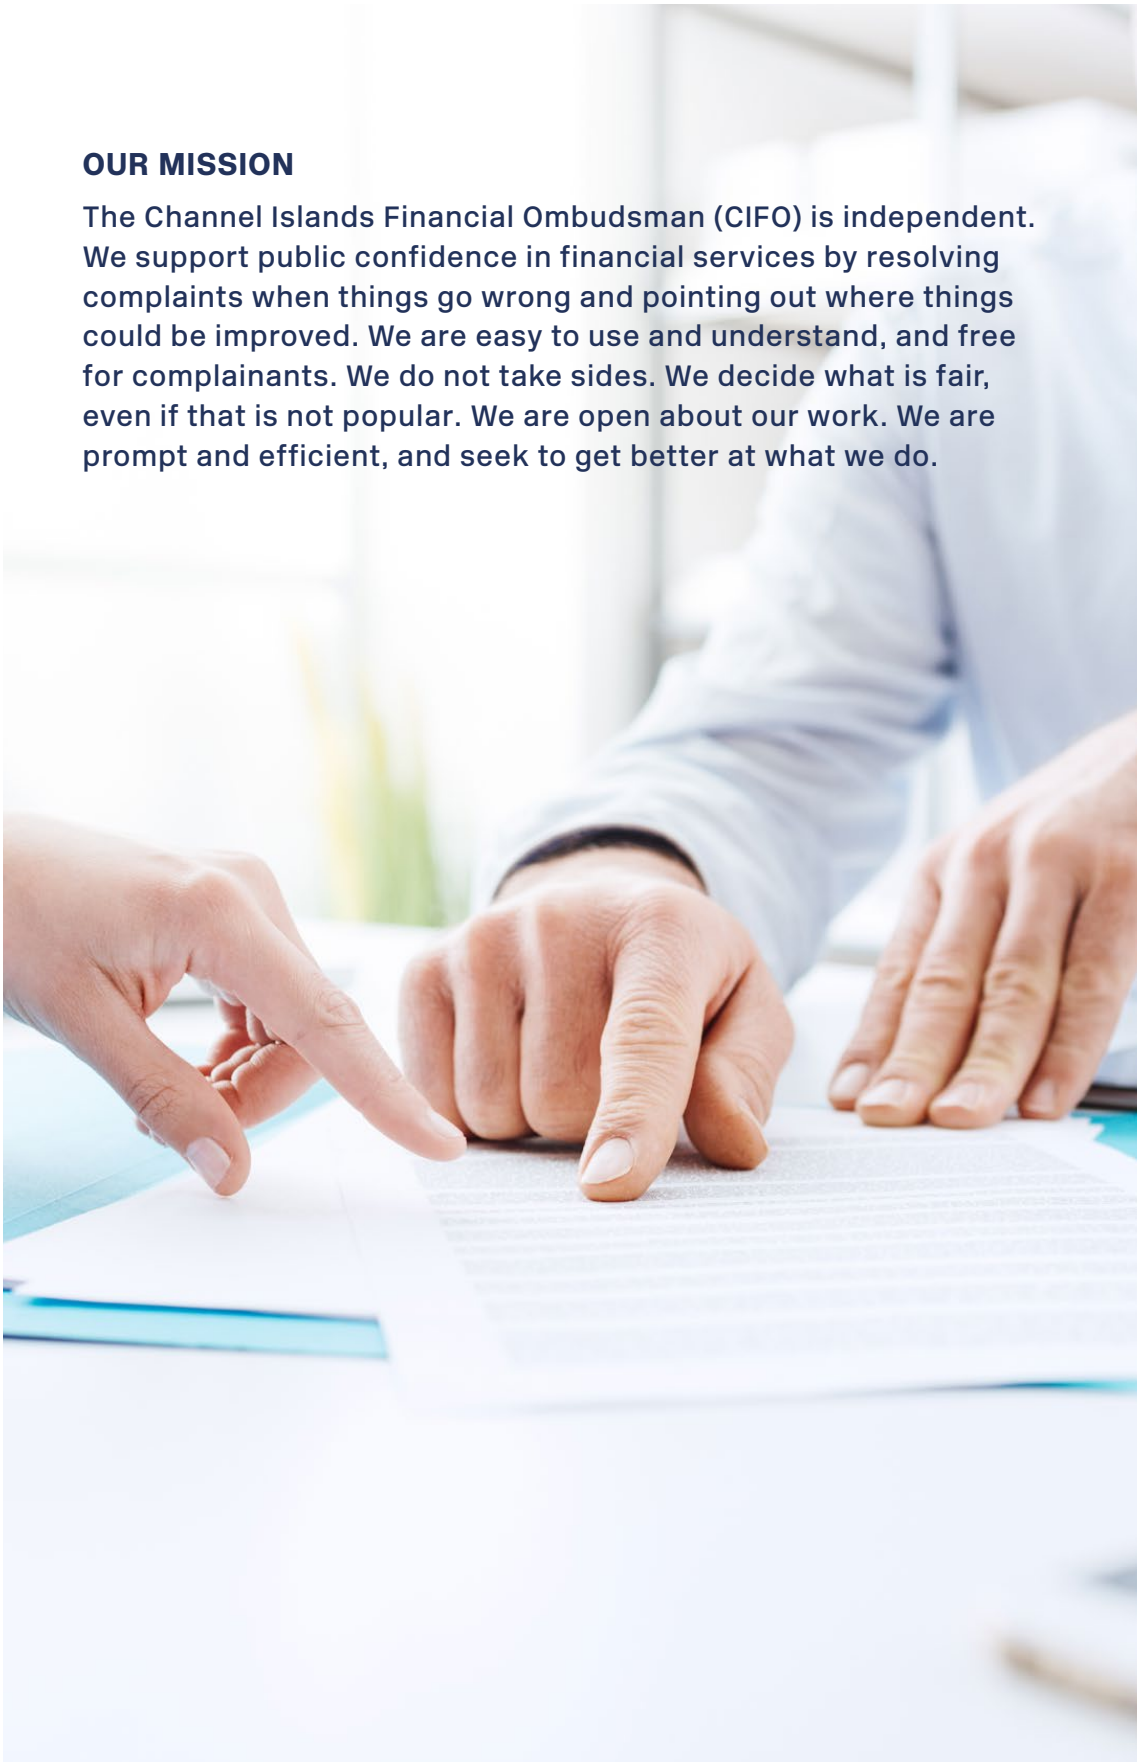 OUR MISSION
The Channel Islands Financial Ombudsman (CIFO) is independent.
We support public confidence in financial services by resolving
complaints when things go wrong and pointing out where things
could be improved. We are easy to use and understand, and free
for complainants. We do not take sides. We decide what is fair,
even if that is not popular. We are open about our work. We are
prompt and efficient, and seek to get better at what we do.